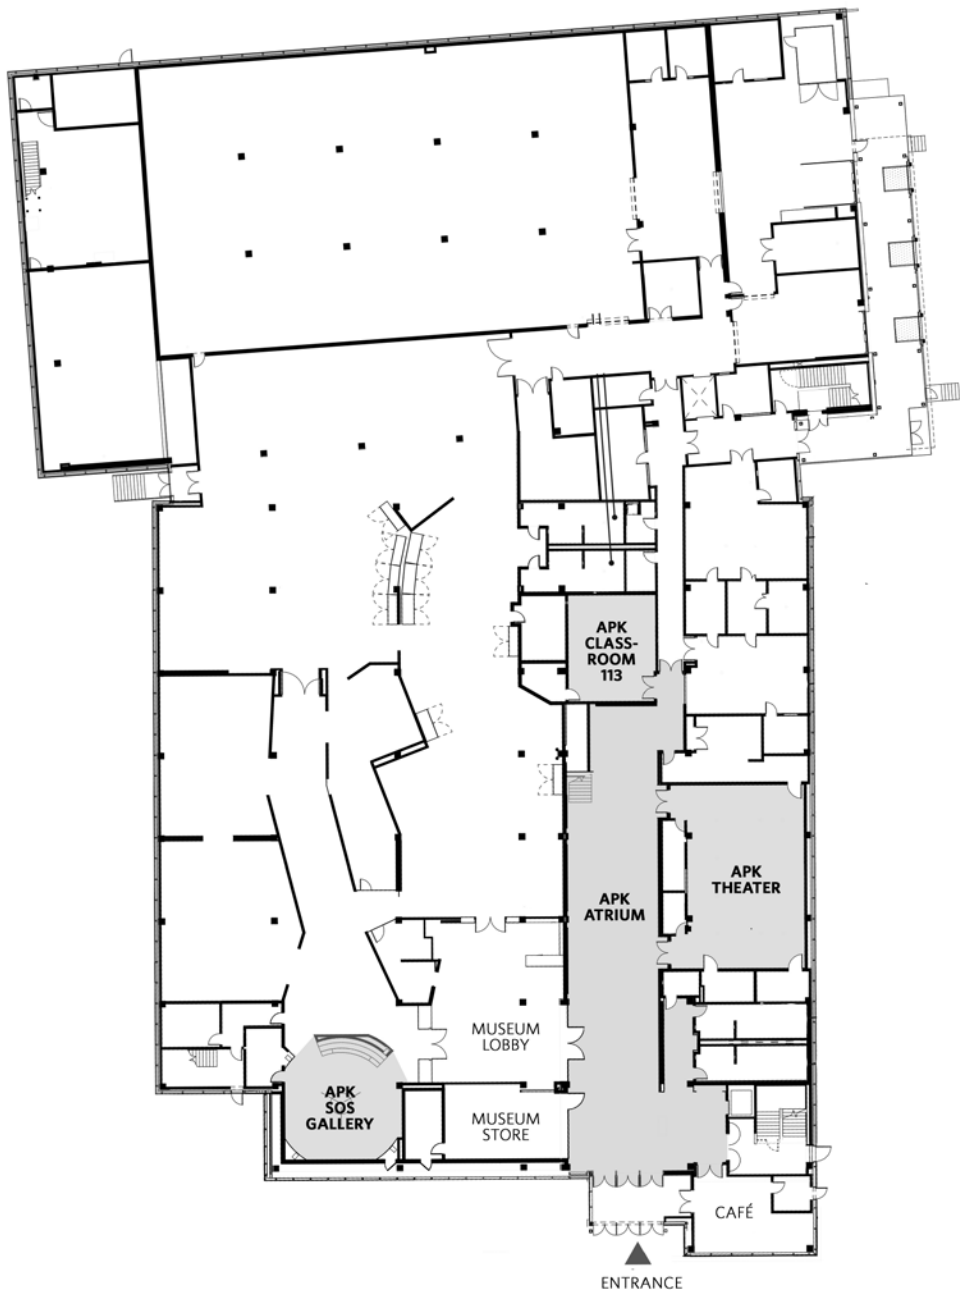 APK
CLASS-
ROOM
113
APK
THEATER
APK
ATRIUM
MUSEUM
LOBBY
APK
SOS
GALLERY
MUSEUM
STORE
CAFÉ
ENTRANCE